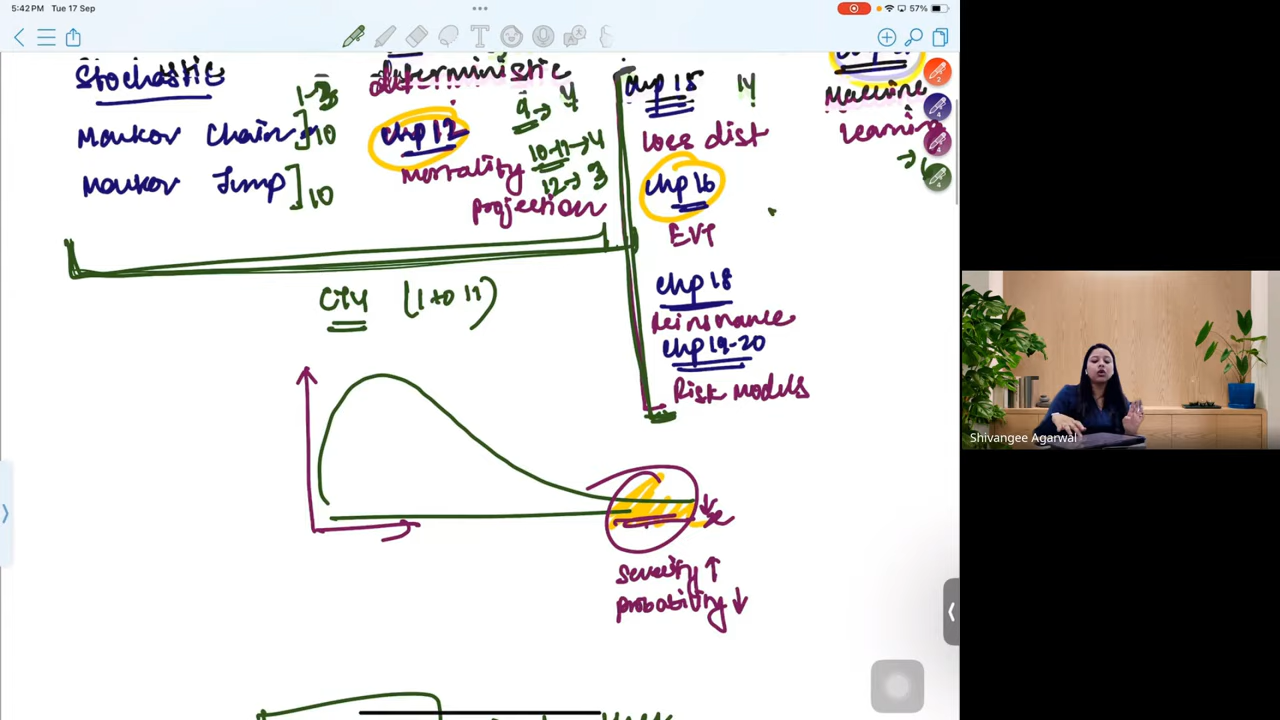 5:42 PM Tue 17 Sep
57%
Stochastic
deterministic
chp 15 14
Machine
Learning
1-3
9 → 4
Markov Chain 10
chp 12
10-11 → 4
loss dist
Markov Jump 10
mortality 12 → 3
projection
chp 16
EVT
chp 18
Reinsurance
chp 19-20
Risk models
(1 to 11)
severity ↑
probability ↓
Shivangee Agarwal